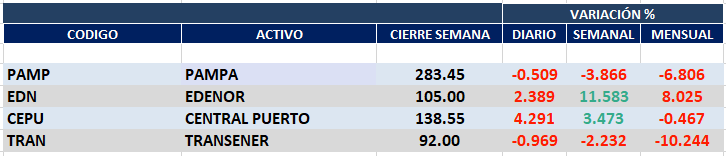 VARIACIÓN %
CODIGO ACTIVO CIERRE SEMANA DIARIO SEMANAL MENSUAL
PAMP PAMPA 283.45 -0.509 -3.866 -6.806
EDN EDENOR 105.00 2.389 11.583 8.025
CEPU CENTRAL PUERTO 138.55 4.291 3.473 -0.467
TRAN TRANSENER 92.00 -0.969 -2.232 -10.244